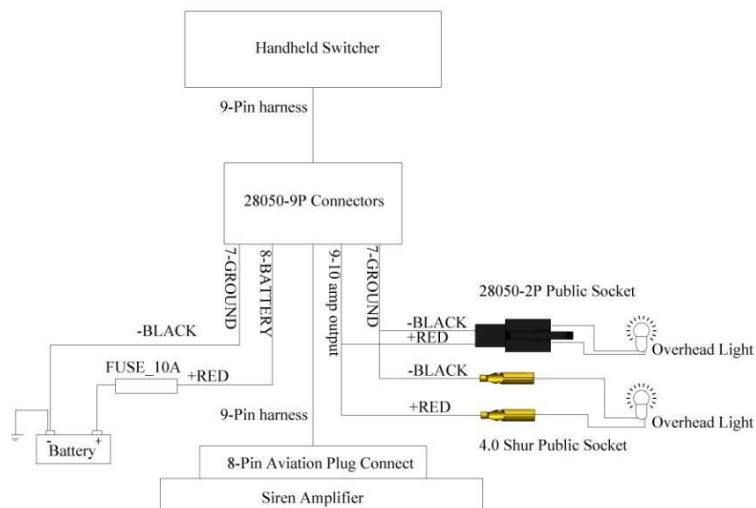 Handheld Switcher
9-Pin harness
28050-9P Connectors
7-GROUND
8-BATTERY
9-10 amp output
7-GROUND
28050-2P Public Socket
-BLACK
+RED
Overhead Light
-BLACK
FUSE_10A
+RED
-BLACK
+RED
Overhead Light
4.0 Shur Public Socket
9-Pin harness
- +
Battery
8-Pin Aviation Plug Connect
Siren Amplifier